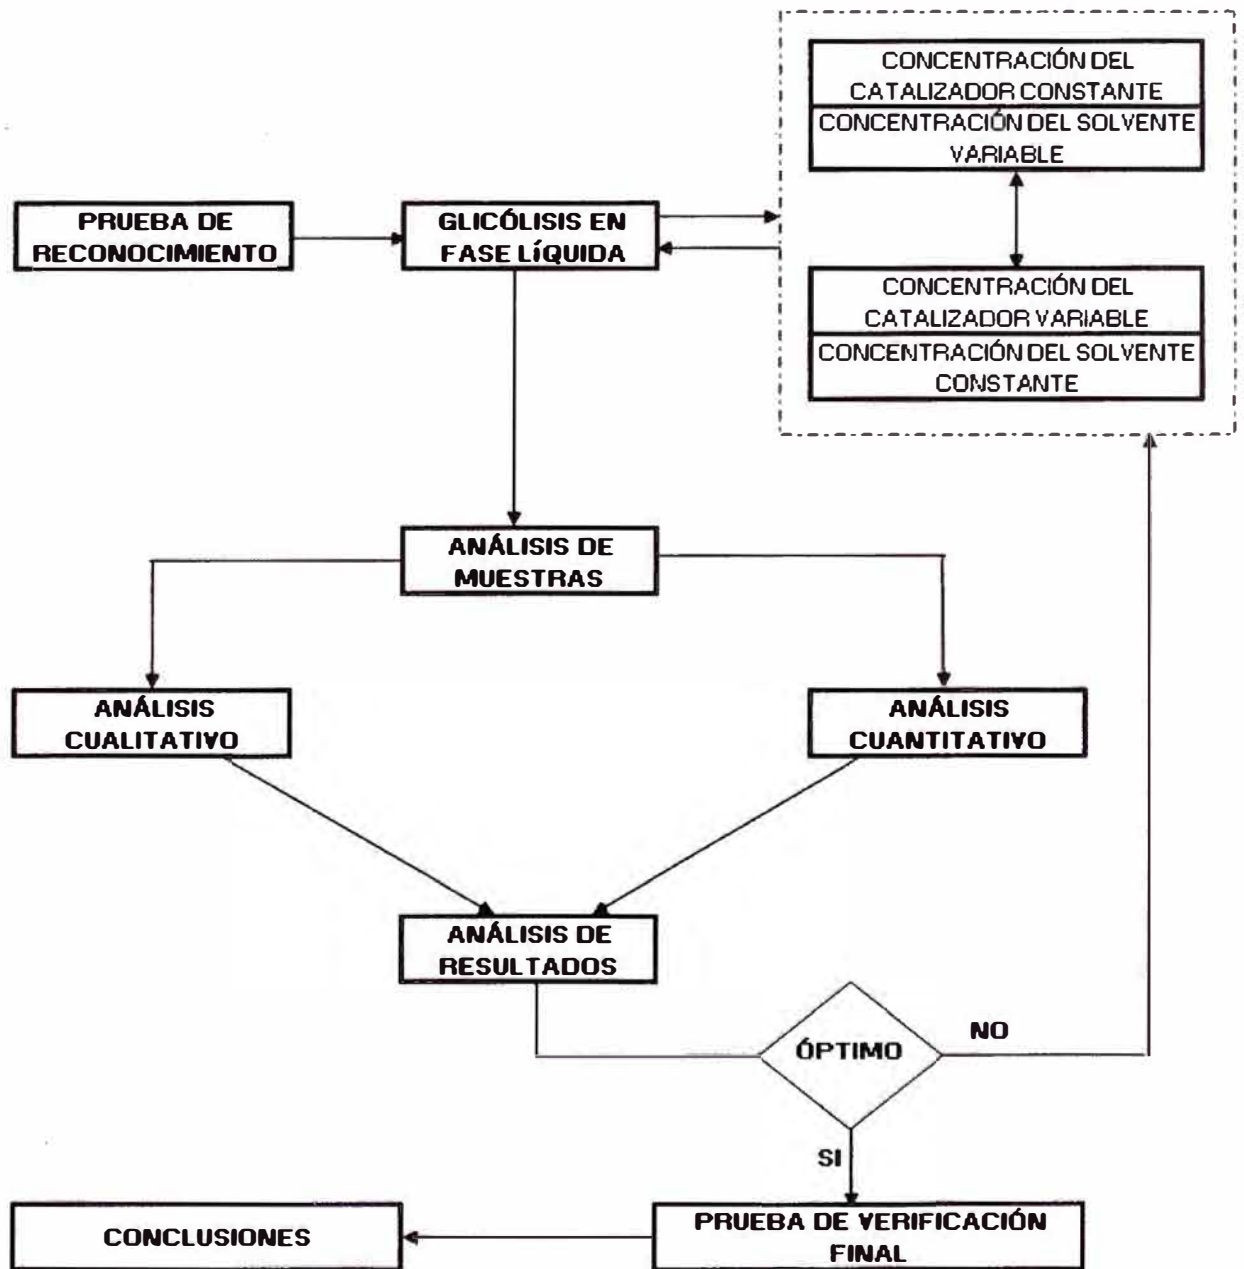 CONCENTRACIÓN DEL
CATALIZADOR CONSTANTE
CONCENTRACIÓN DEL SOLVENTE
VARIABLE
PRUEBA DE
RECONOCIMIENTO
GLICÓLISIS EN
FASE LÍQUIDA
CONCENTRACIÓN DEL
CATALIZADOR VARIABLE
CONCENTRACIÓN DEL SOLVENTE
CONSTANTE
ANÁLISIS DE
MUESTRAS
ANÁLISIS
CUALITATIVO
ANÁLISIS
CUANTITATIVO
ANÁLISIS DE
RESULTADOS
ÓPTIMO
NO
SI
PRUEBA DE VERIFICACIÓN
FINAL
CONCLUSIONES